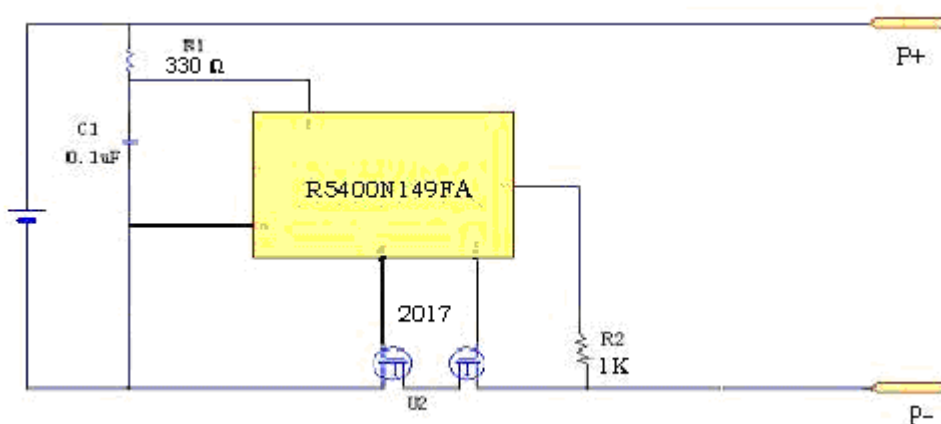 R1
330 Ω
P+
C1
0.1uF
R5400N149FA
2017
R2
1K
U2
P-